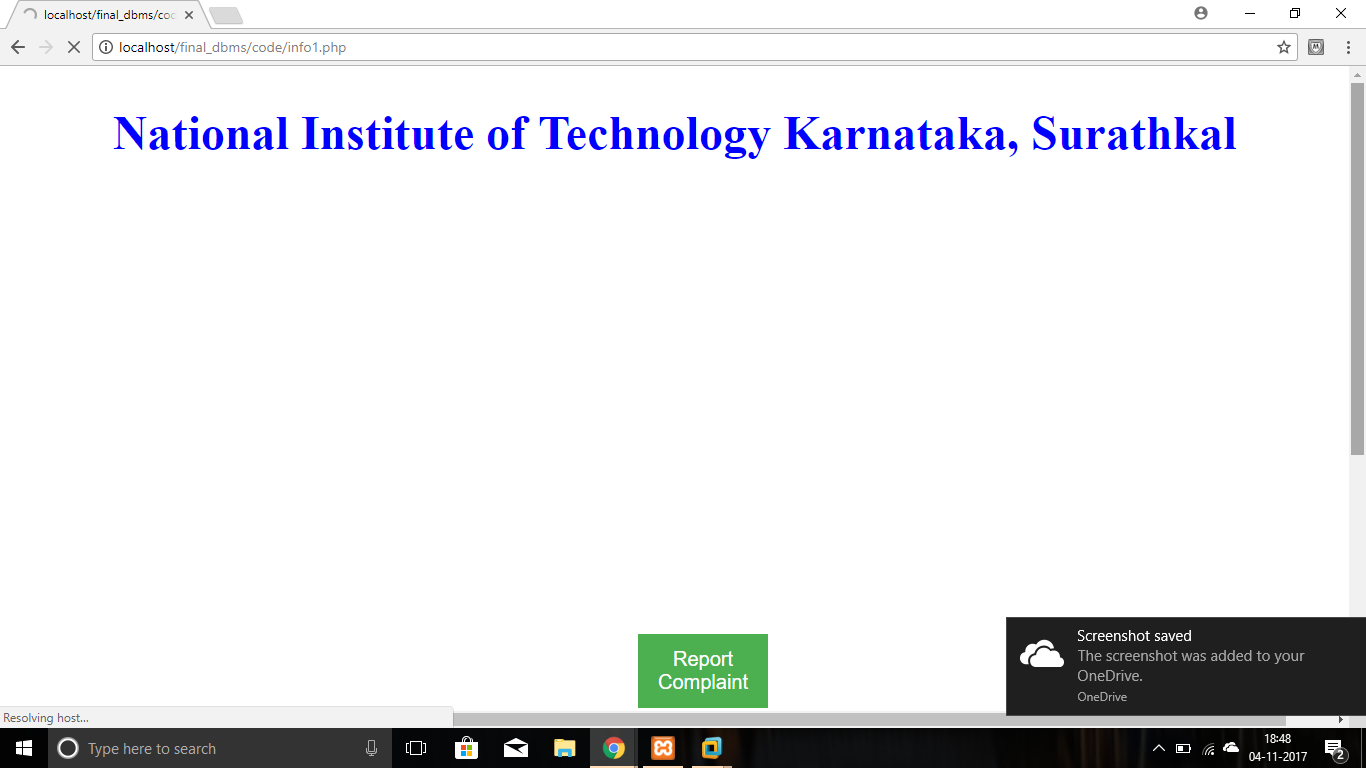 localhost/final_dbms/cod
localhost/final_dbms/code/info1.php
National Institute of Technology Karnataka, Surathkal
Report
Complaint
Screenshot saved
The screenshot was added to your
OneDrive.
OneDrive
Resolving host...
Type here to search
18:48
04-11-2017
2